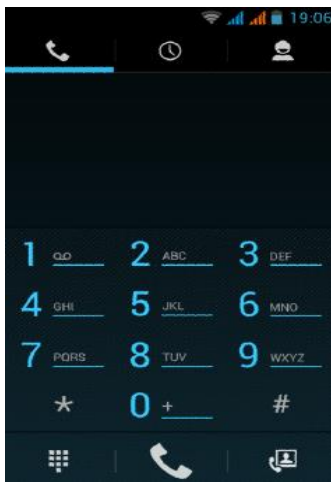 19:06
1 2 ABC 3 DEF
4 GHI 5 JKL 6 MNO
7 PQRS 8 TUV 9 WXYZ
* 0 + #